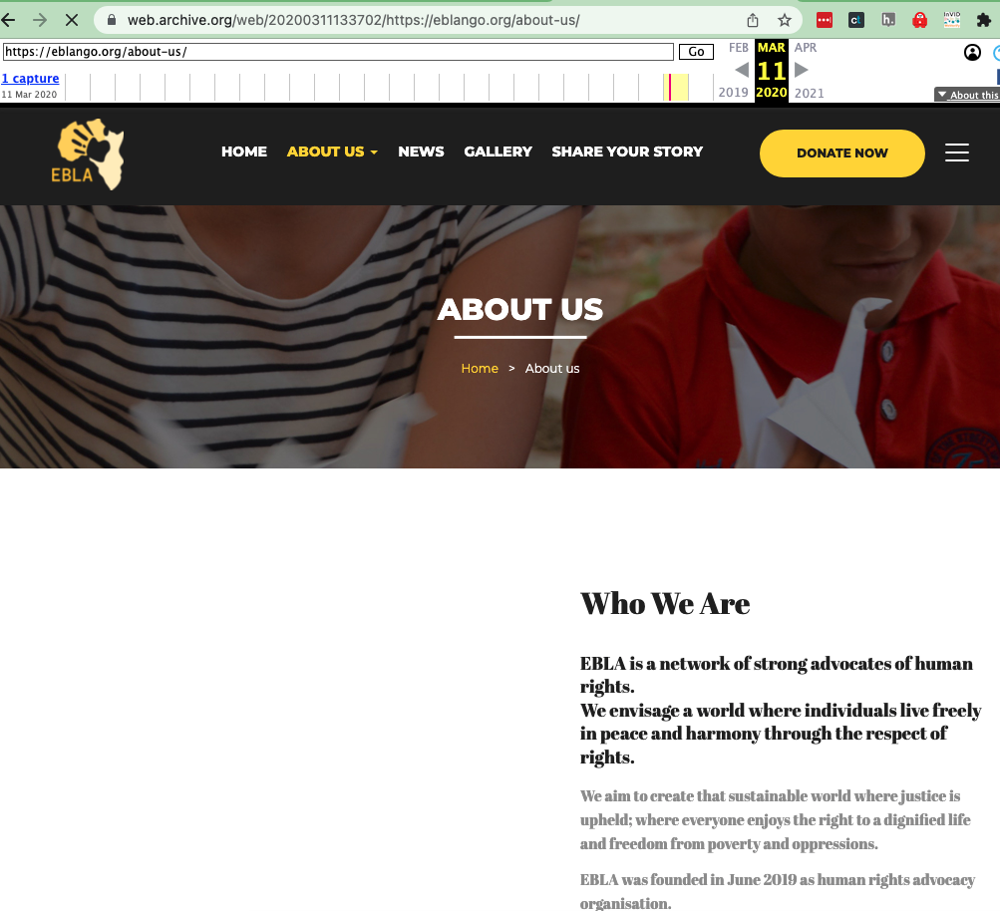 web.archive.org/web/20200311133702/https://eblango.org/about-us/
https://eblango.org/about-us/
Go
FEB MAR APR
11
2019 2020 2021
1 capture
11 Mar 2020
About this
EBLA
HOME ABOUT US NEWS GALLERY SHARE YOUR STORY
DONATE NOW
ABOUT US
Home > About us
Who We Are
EBLA is a network of strong advocates of human
rights.
We envisage a world where individuals live freely
in peace and harmony through the respect of
rights.
We aim to create that sustainable world where justice is
upheld; where everyone enjoys the right to a dignified life
and freedom from poverty and oppressions.
EBLA was founded in June 2019 as human rights advocacy
organisation.